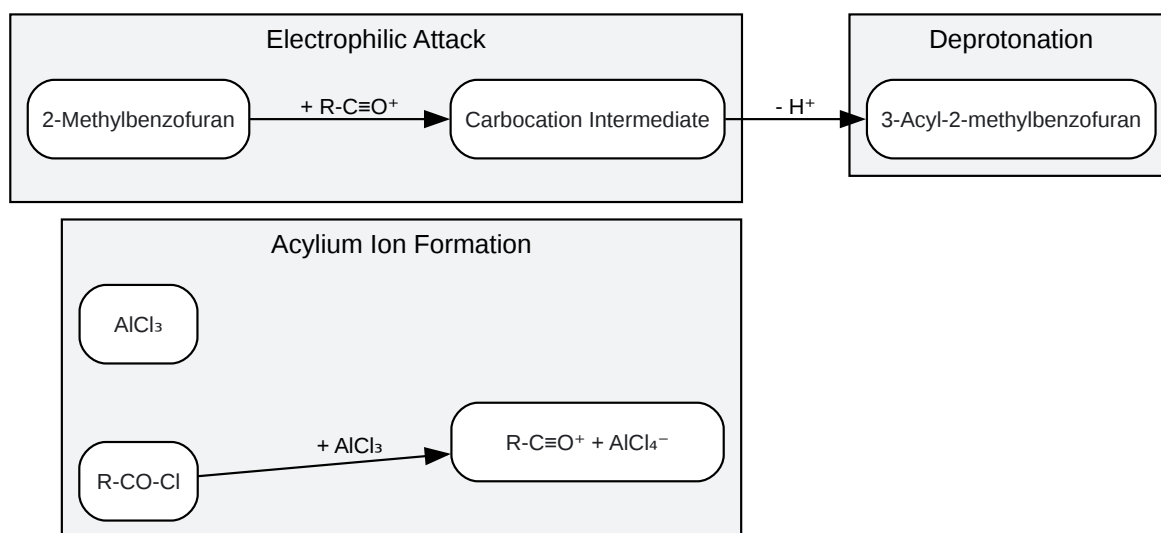 Electrophilic Attack
Deprotonation
2-Methylbenzofuran
+ R-C≡O⁺
Carbocation Intermediate
- H⁺
3-Acyl-2-methylbenzofuran
Acylium Ion Formation
AlCl₃
R-CO-Cl
+ AlCl₃
R-C≡O⁺ + AlCl₄⁻